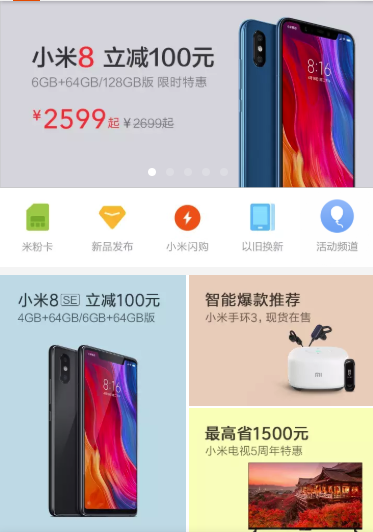 小米8 立减100元
6GB+64GB/128GB版 限时特惠
¥2599起 ¥2699起
8:16
米粉卡
新品发布
小米闪购
以旧换新
活动频道
小米8SE 立减100元
4GB+64GB/6GB+64GB版
8:16
智能爆款推荐
小米手环3，现货在售
MI
最高省1500元
小米电视5周年特惠